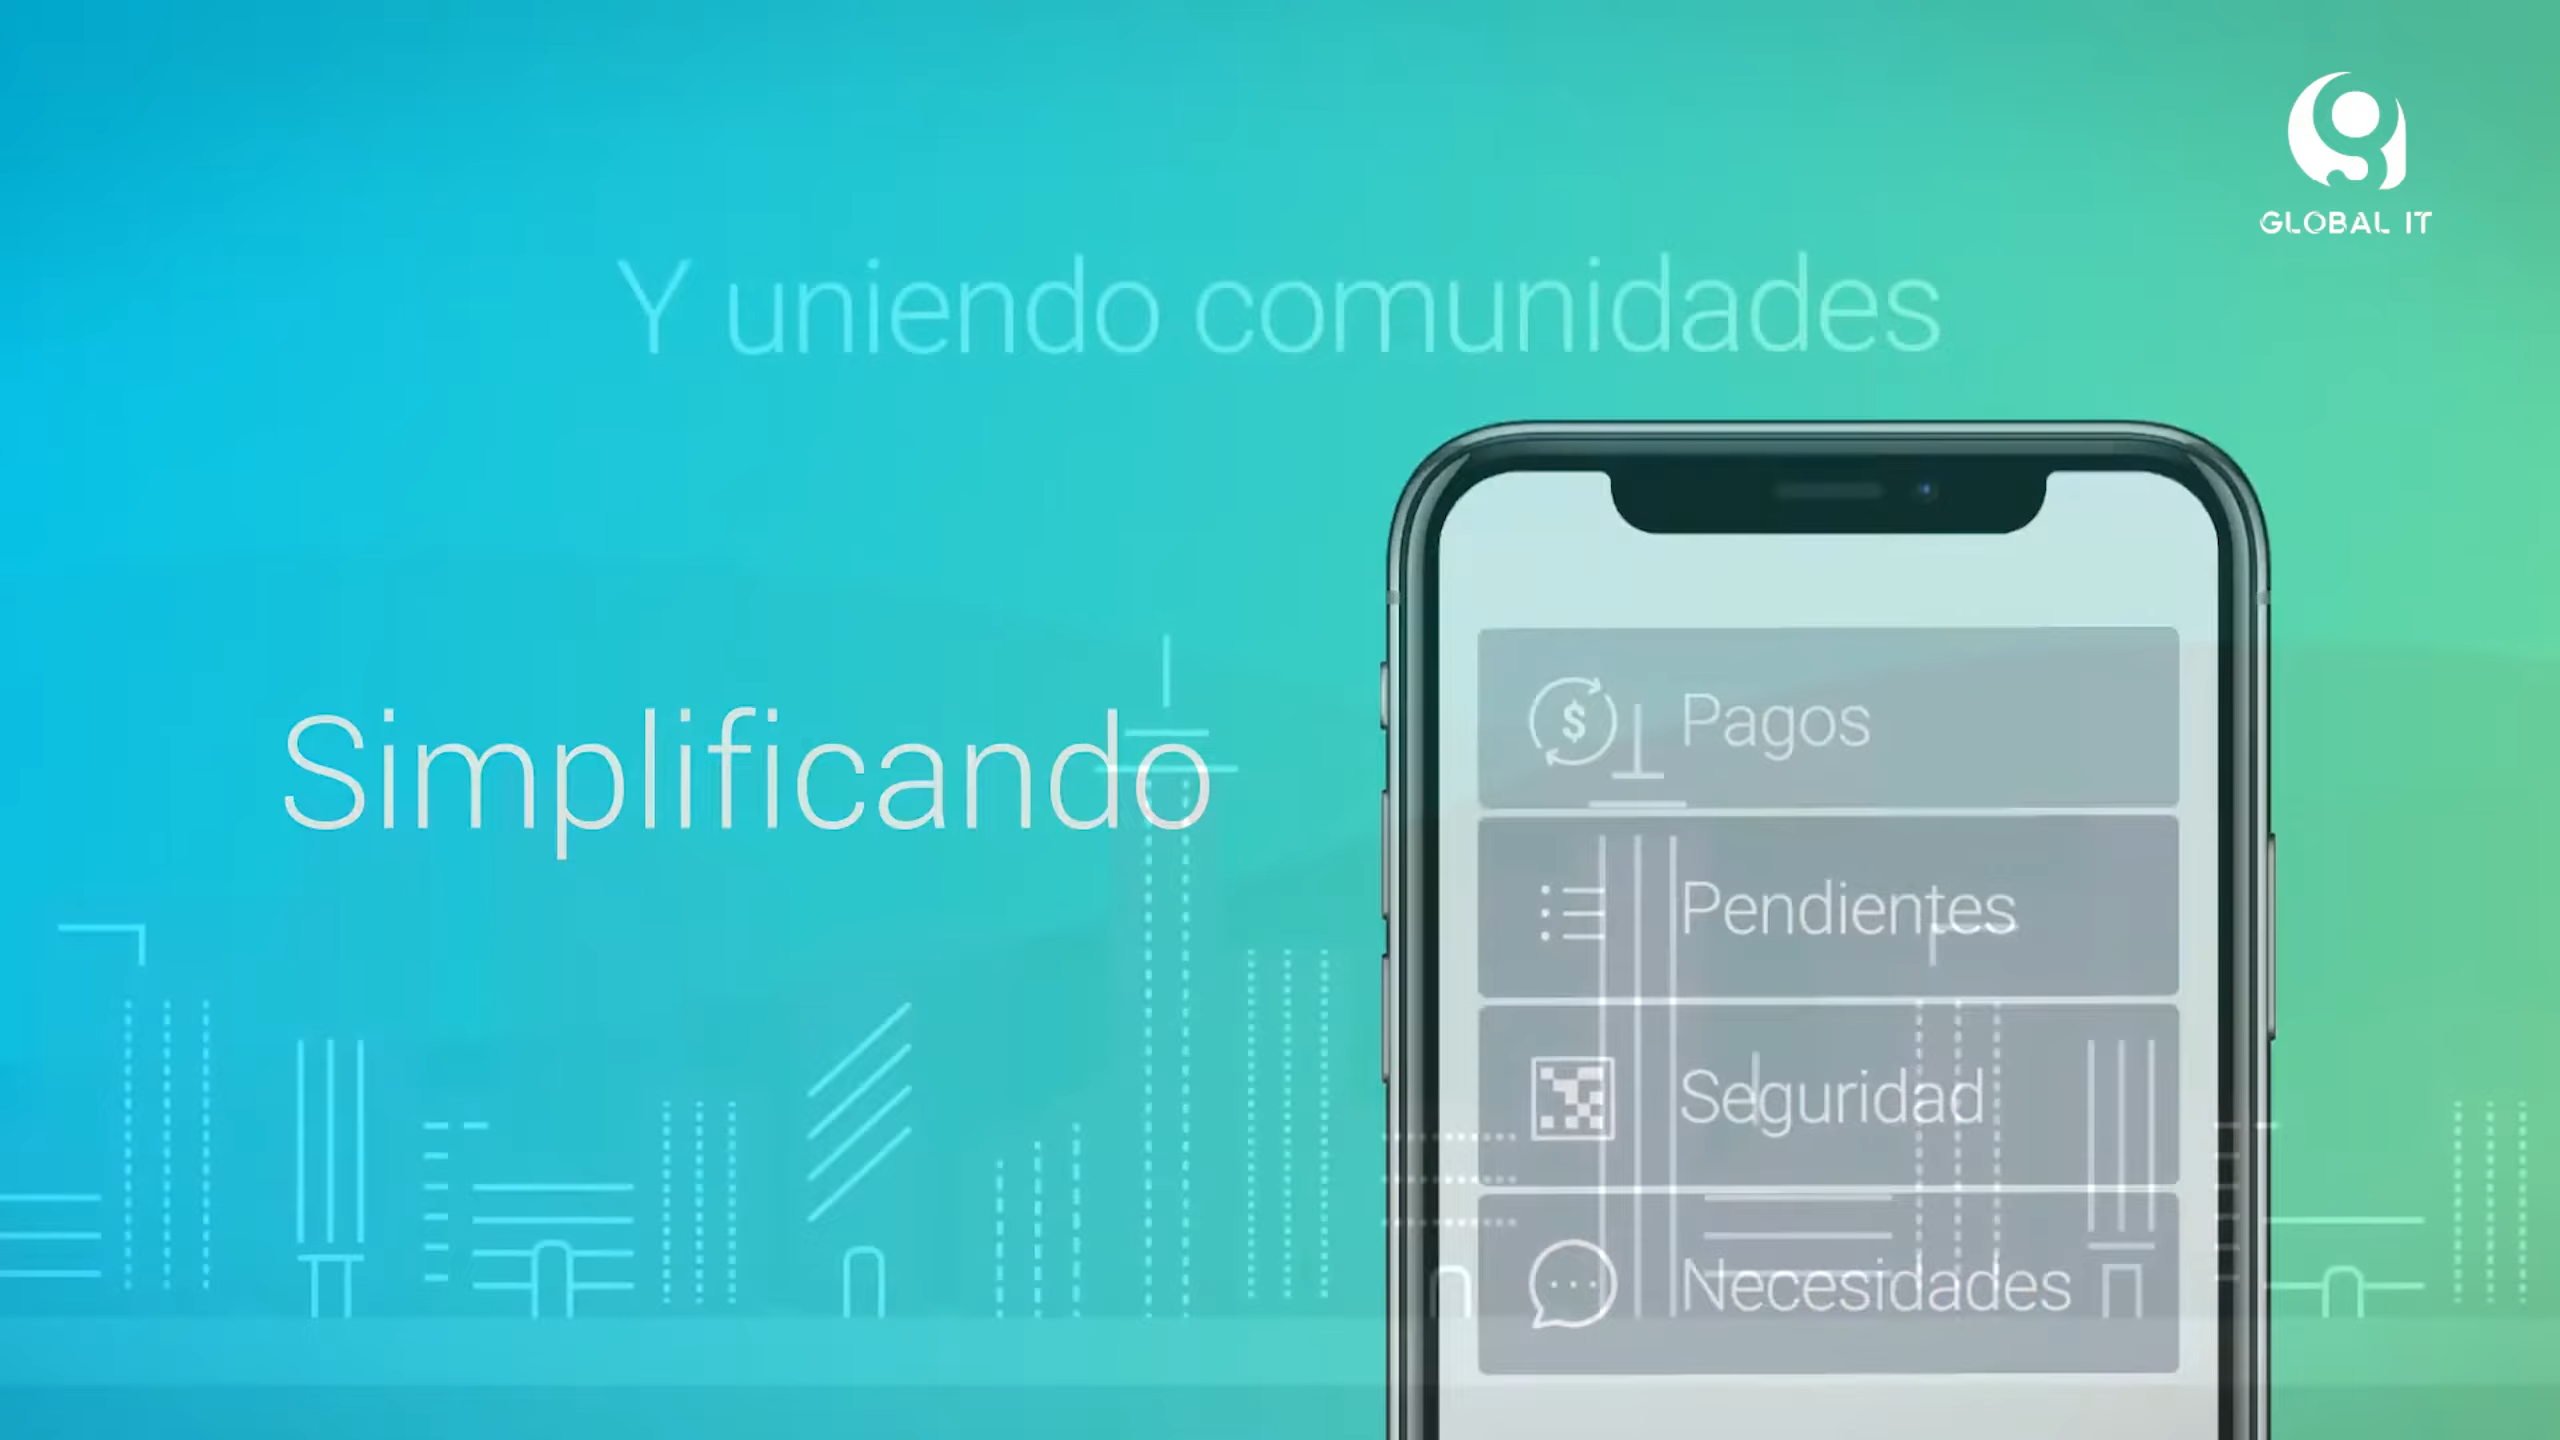 GLOBAL IT
Y uniendo comunidades
Simplificando
$ Pagos
Pendientes
Seguridad
Necesidades